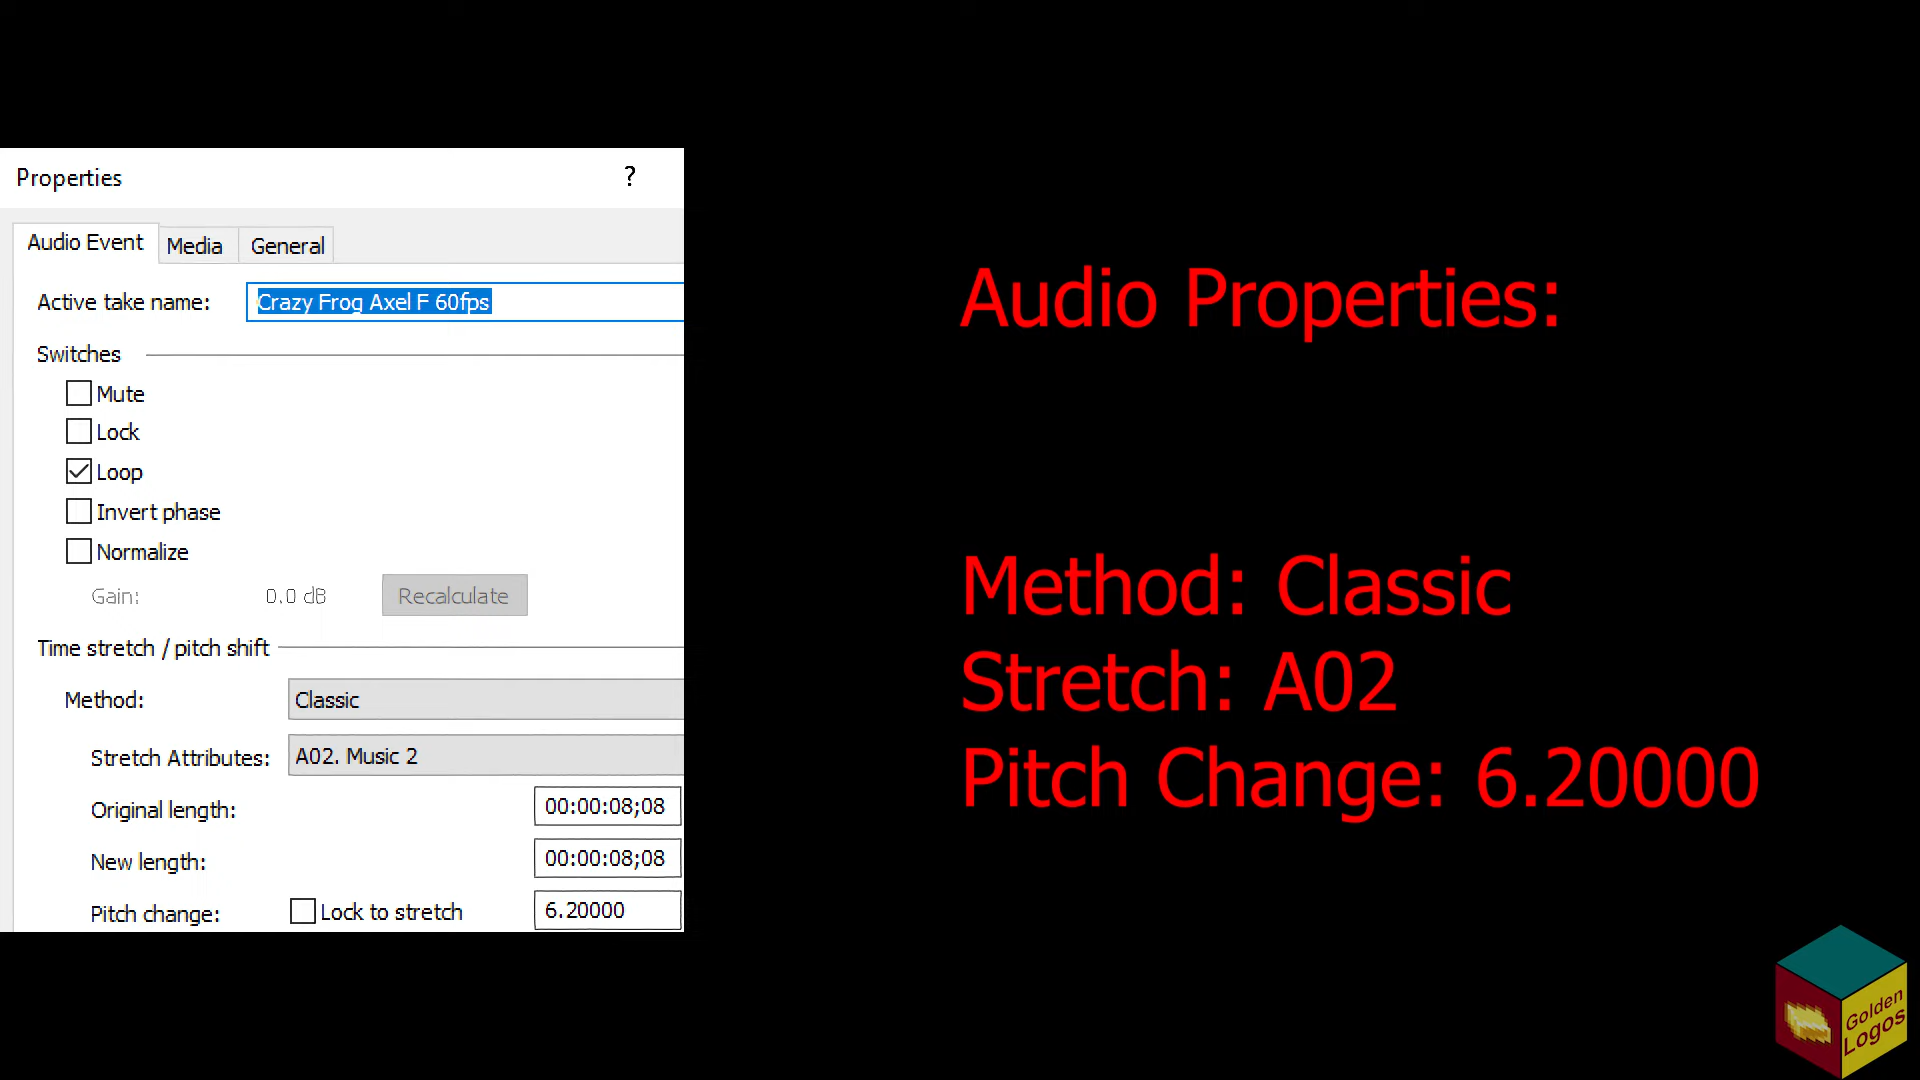 Properties
?
Audio Event
Media
General
Active take name:
Crazy Frog Axel F 60fps
Switches
Mute
Lock
Loop
Invert phase
Normalize
Gain:
0.0 dB
Recalculate
Time stretch / pitch shift
Method:
Classic
Stretch Attributes:
A02. Music 2
Original length:
00:00:08;08
New length:
00:00:08;08
Pitch change:
Lock to stretch
6.20000
Audio Properties:
Method: Classic
Stretch: A02
Pitch Change: 6.20000
Golden
Logos